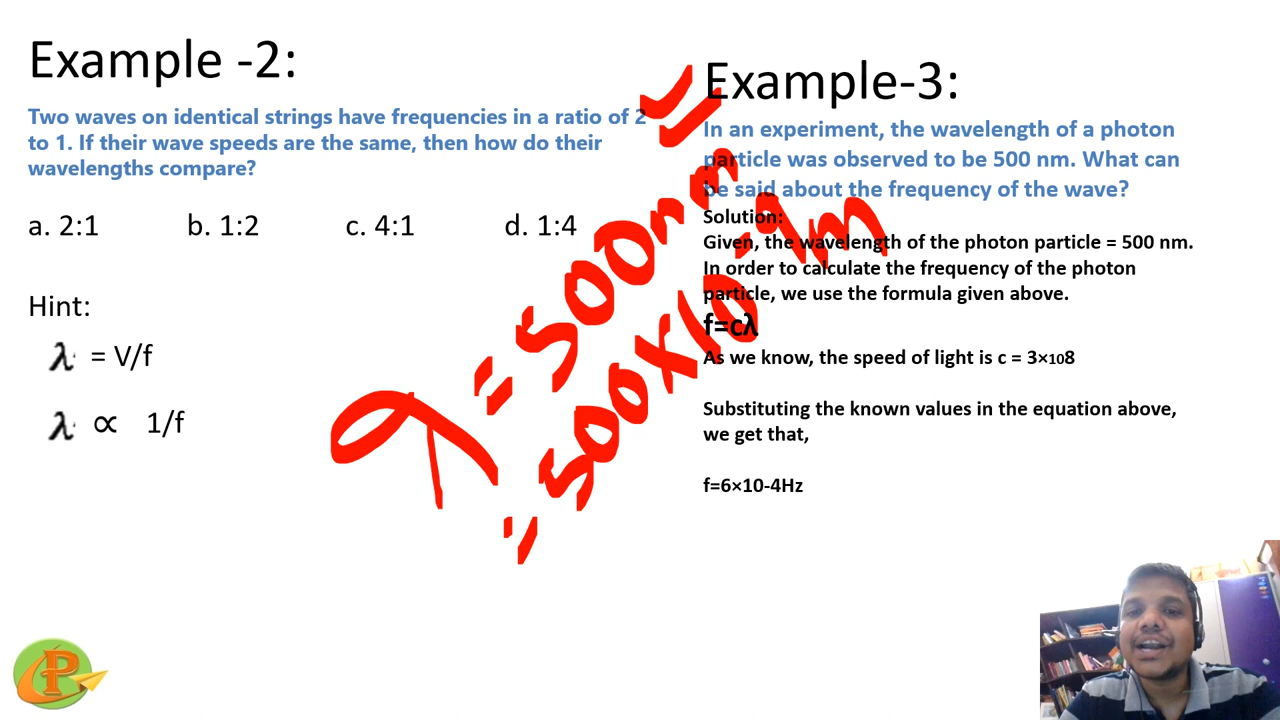 Example -2:
Two waves on identical strings have frequencies in a ratio of 2
to 1. If their wave speeds are the same, then how do their
wavelengths compare?
a. 2:1 b. 1:2 c. 4:1 d. 1:4
Hint:
λ = V/f
λ ∝ 1/f
Example-3:
In an experiment, the wavelength of a photon
particle was observed to be 500 nm. What can
be said about the frequency of the wave?
Solution:
Given, the wavelength of the photon particle = 500 nm.
In order to calculate the frequency of the photon
particle, we use the formula given above.
f=cλ
As we know, the speed of light is c = 3×108
Substituting the known values in the equation above,
we get that,
f=6×10-4Hz
λ = 500nm =
= 500×10-9m
P